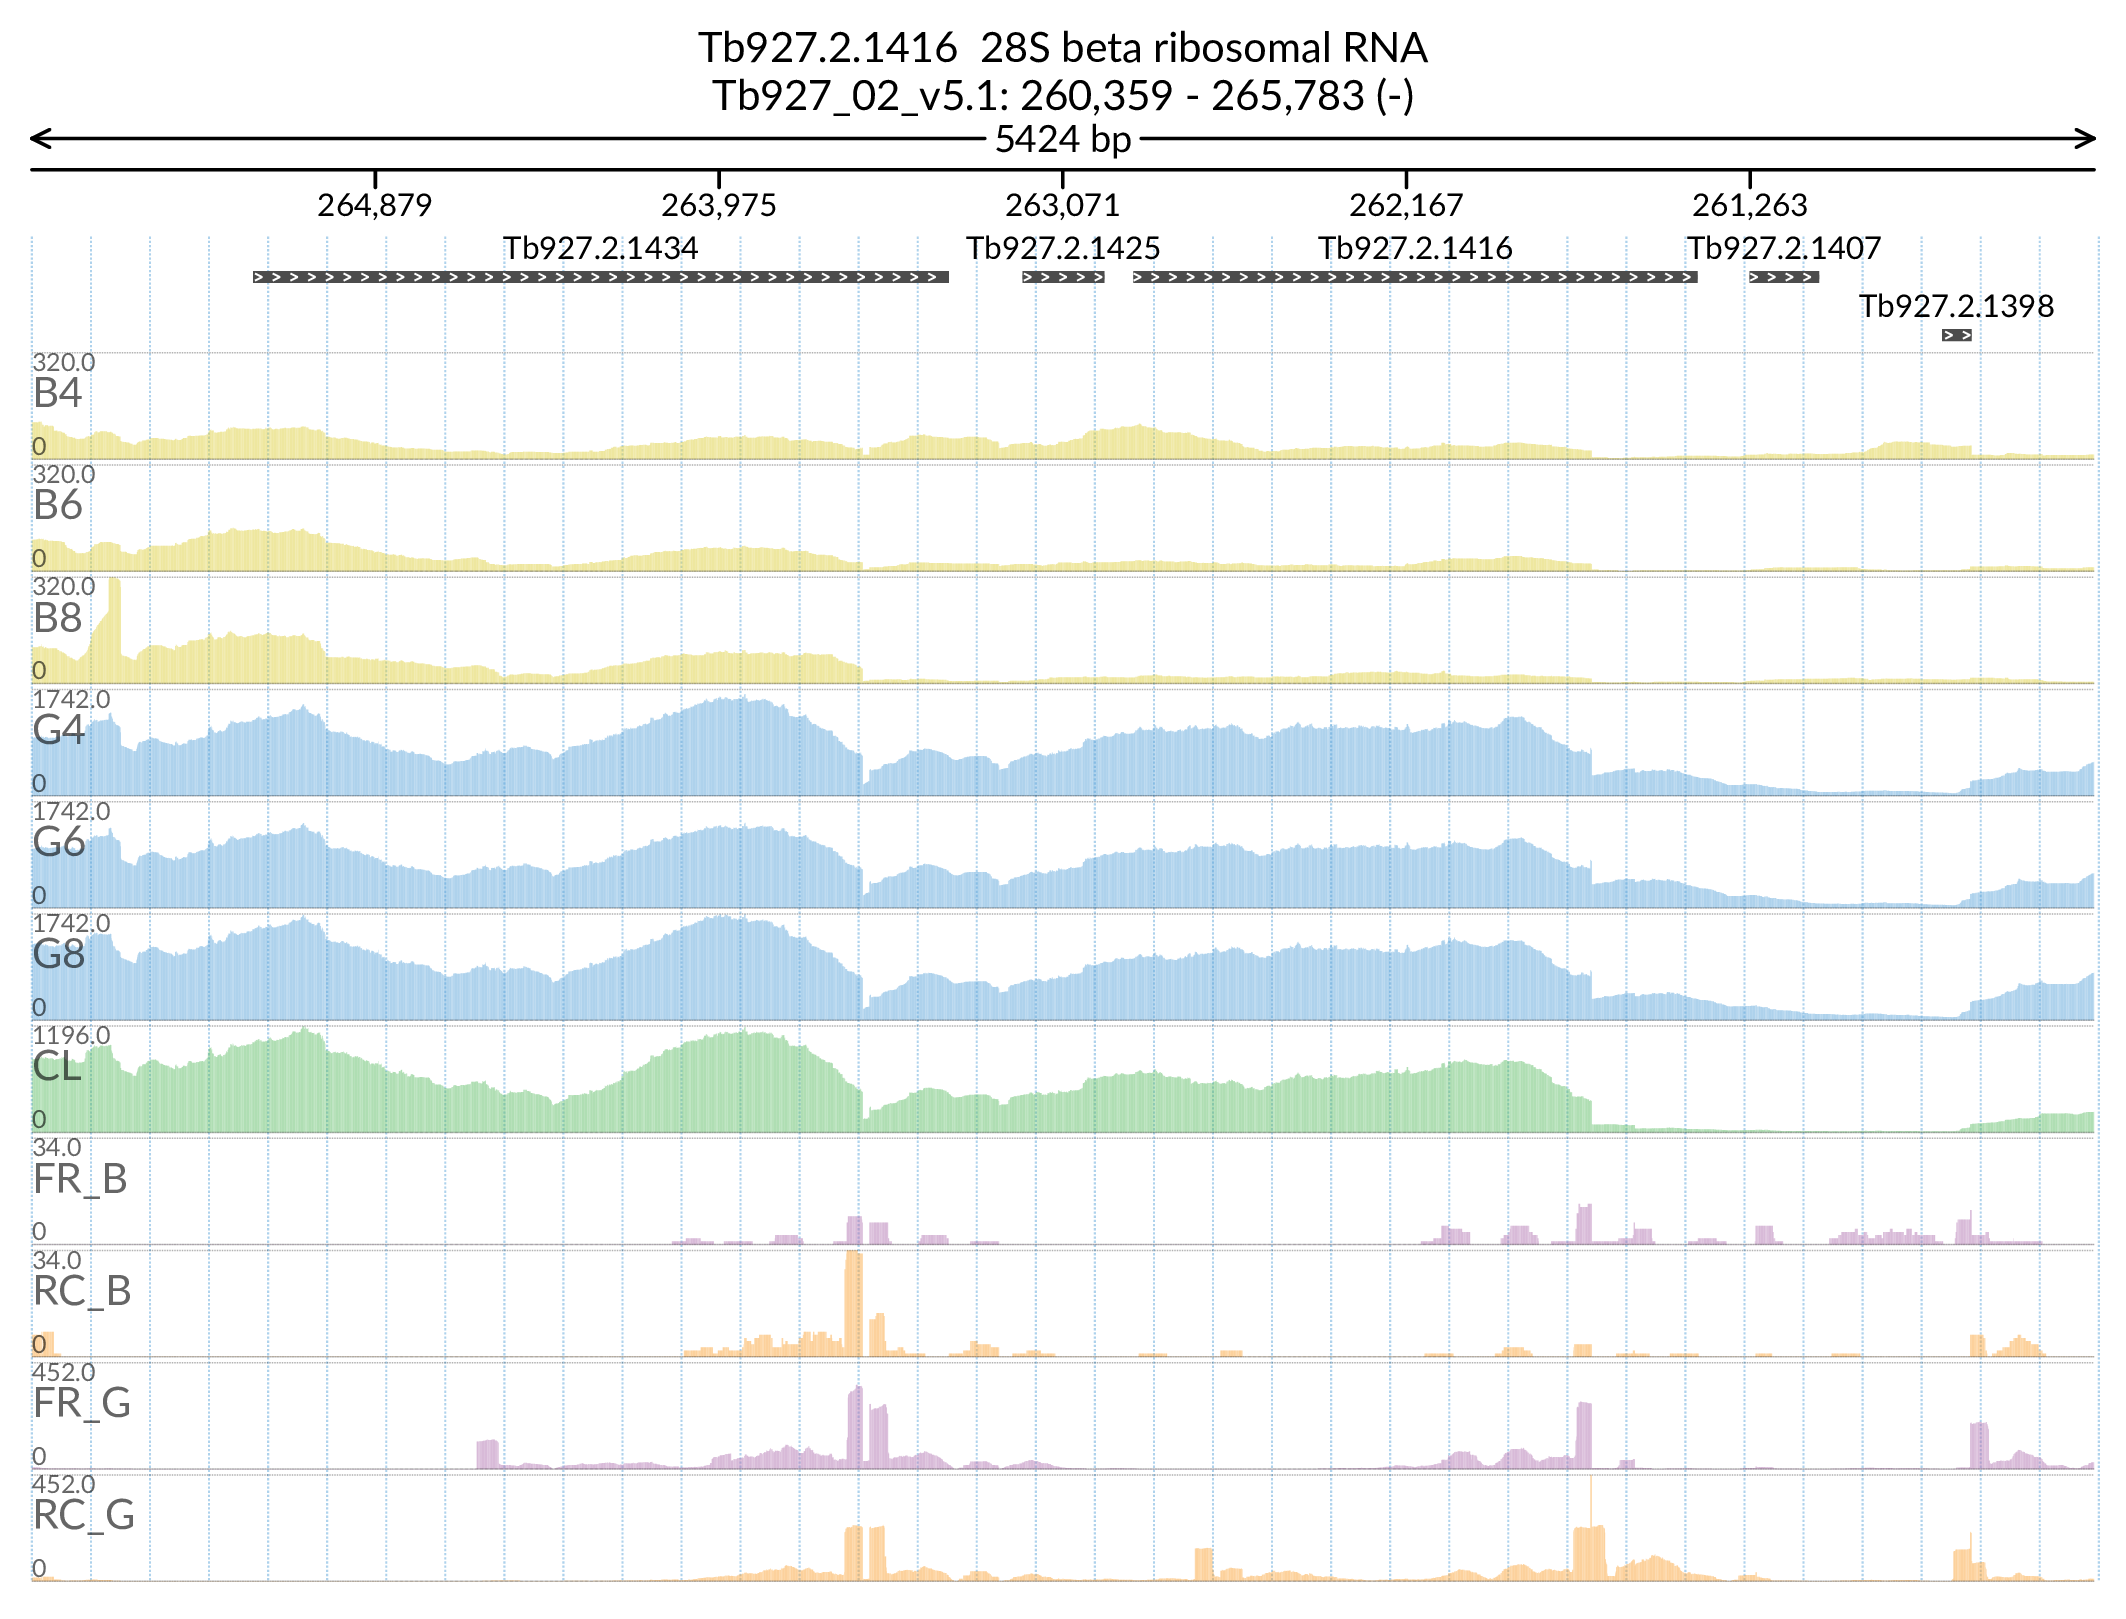 Tb927.2.1416  28S beta ribosomal RNA
Tb927_02_v5.1: 260,359 - 265,783 (-)
5424 bp
264,879 263,975 263,071 262,167 261,263
Tb927.2.1434 Tb927.2.1425 Tb927.2.1416 Tb927.2.1407
Tb927.2.1398
320.0
B4
0
320.0
B6
0
320.0
B8
0
1742.0
G4
0
1742.0
G6
0
1742.0
G8
0
1196.0
CL
0
34.0
FR_B
0
34.0
RC_B
0
452.0
FR_G
0
452.0
RC_G
0